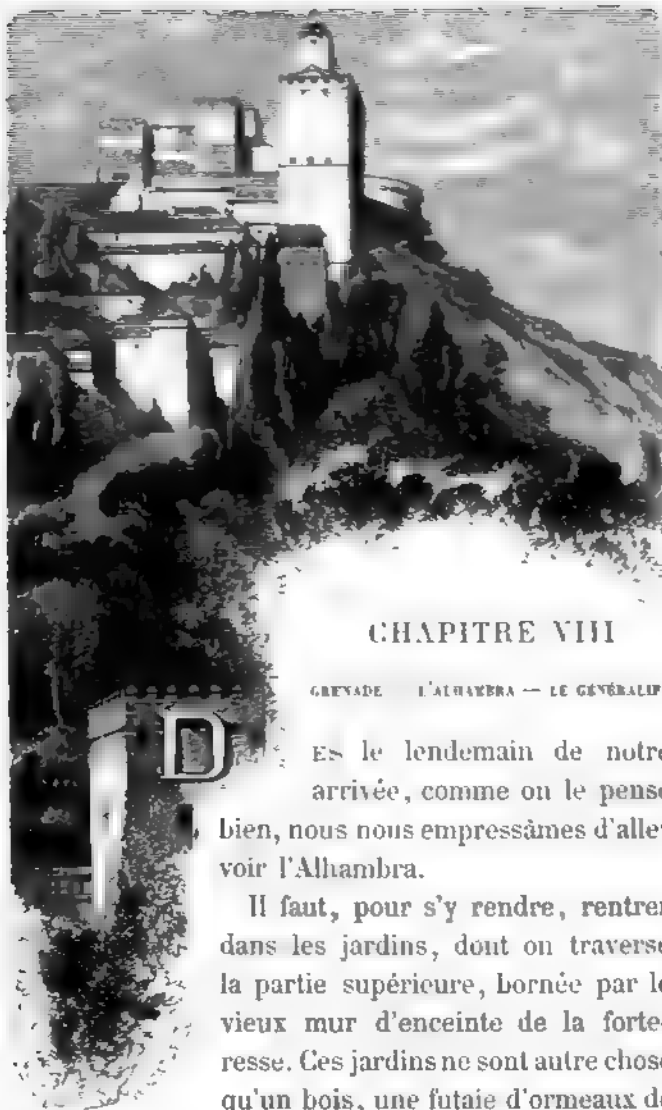 CHAPITRE VIII
GRENADE L'ALHAMBRA — LE GÉNÉRALIF
DES le lendemain de notre
arrivée, comme on le pense
bien, nous nous empressâmes d'aller
voir l'Alhambra.
Il faut, pour s'y rendre, rentrer
dans les jardins, dont on traverse
la partie supérieure, bornée par le
vieux mur d'enceinte de la forte-
resse. Ces jardins ne sont autre chose
qu'un bois, une futaie d'ormeaux de